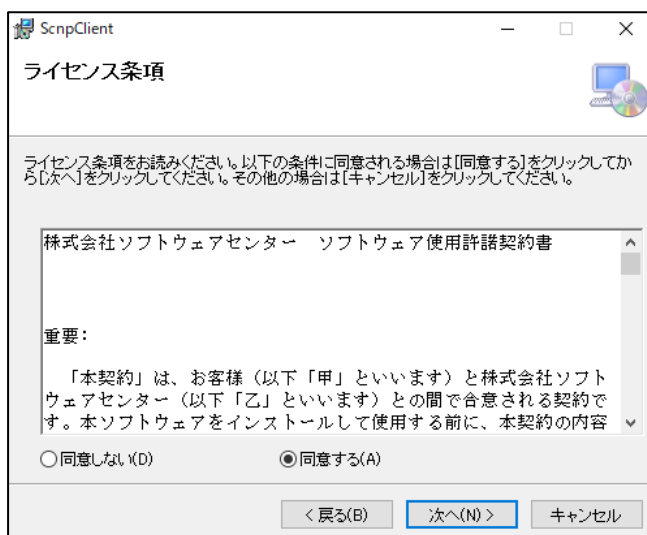 ScnpClient
ライセンス条項
ライセンス条項をお読みください。以下の条件に同意される場合は[同意する]をクリックしてか
ら[次へ]をクリックしてください。その他の場合は[キャンセル]をクリックしてください。
株式会社ソフトウェアセンター　ソフトウェア使用許諾契約書
重要：
「本契約」は、お客様（以下「甲」といいます）と株式会社ソフト
ウェアセンター（以下「乙」といいます）との間で合意される契約で
す。本ソフトウェアをインストールして使用する前に、本契約の内容
同意しない(D)　同意する(A)
< 戻る(B)　次へ(N) >　キャンセル